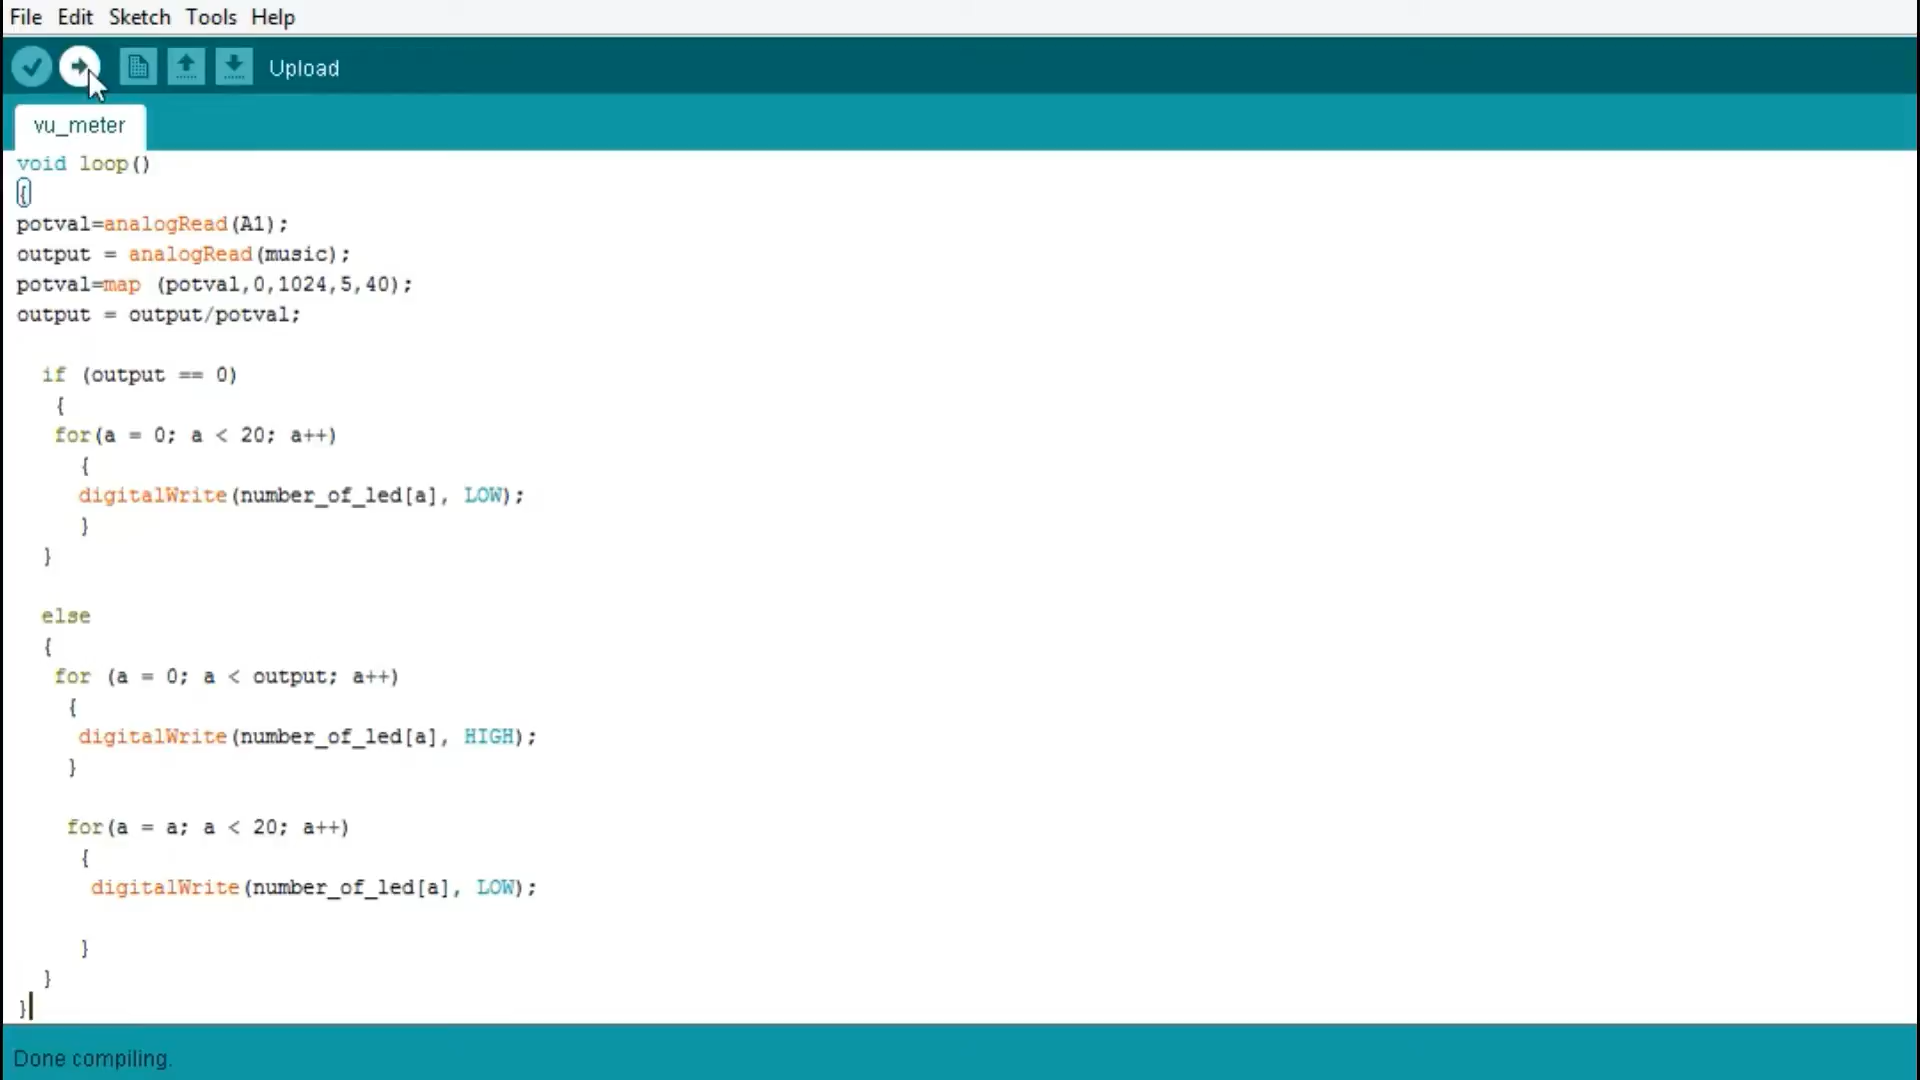 File Edit Sketch Tools Help
Upload
vu_meter
void loop()
{
potval=analogRead(A1);
output = analogRead(music);
potval=map (potval,0,1024,5,40);
output = output/potval;
if (output == 0)
{
for(a = 0; a < 20; a++)
{
digitalWrite(number_of_led[a], LOW);
}
}
else
{
for (a = 0; a < output; a++)
{
digitalWrite(number_of_led[a], HIGH);
}
for(a = a; a < 20; a++)
{
digitalWrite(number_of_led[a], LOW);
}
}
}
Done compiling.